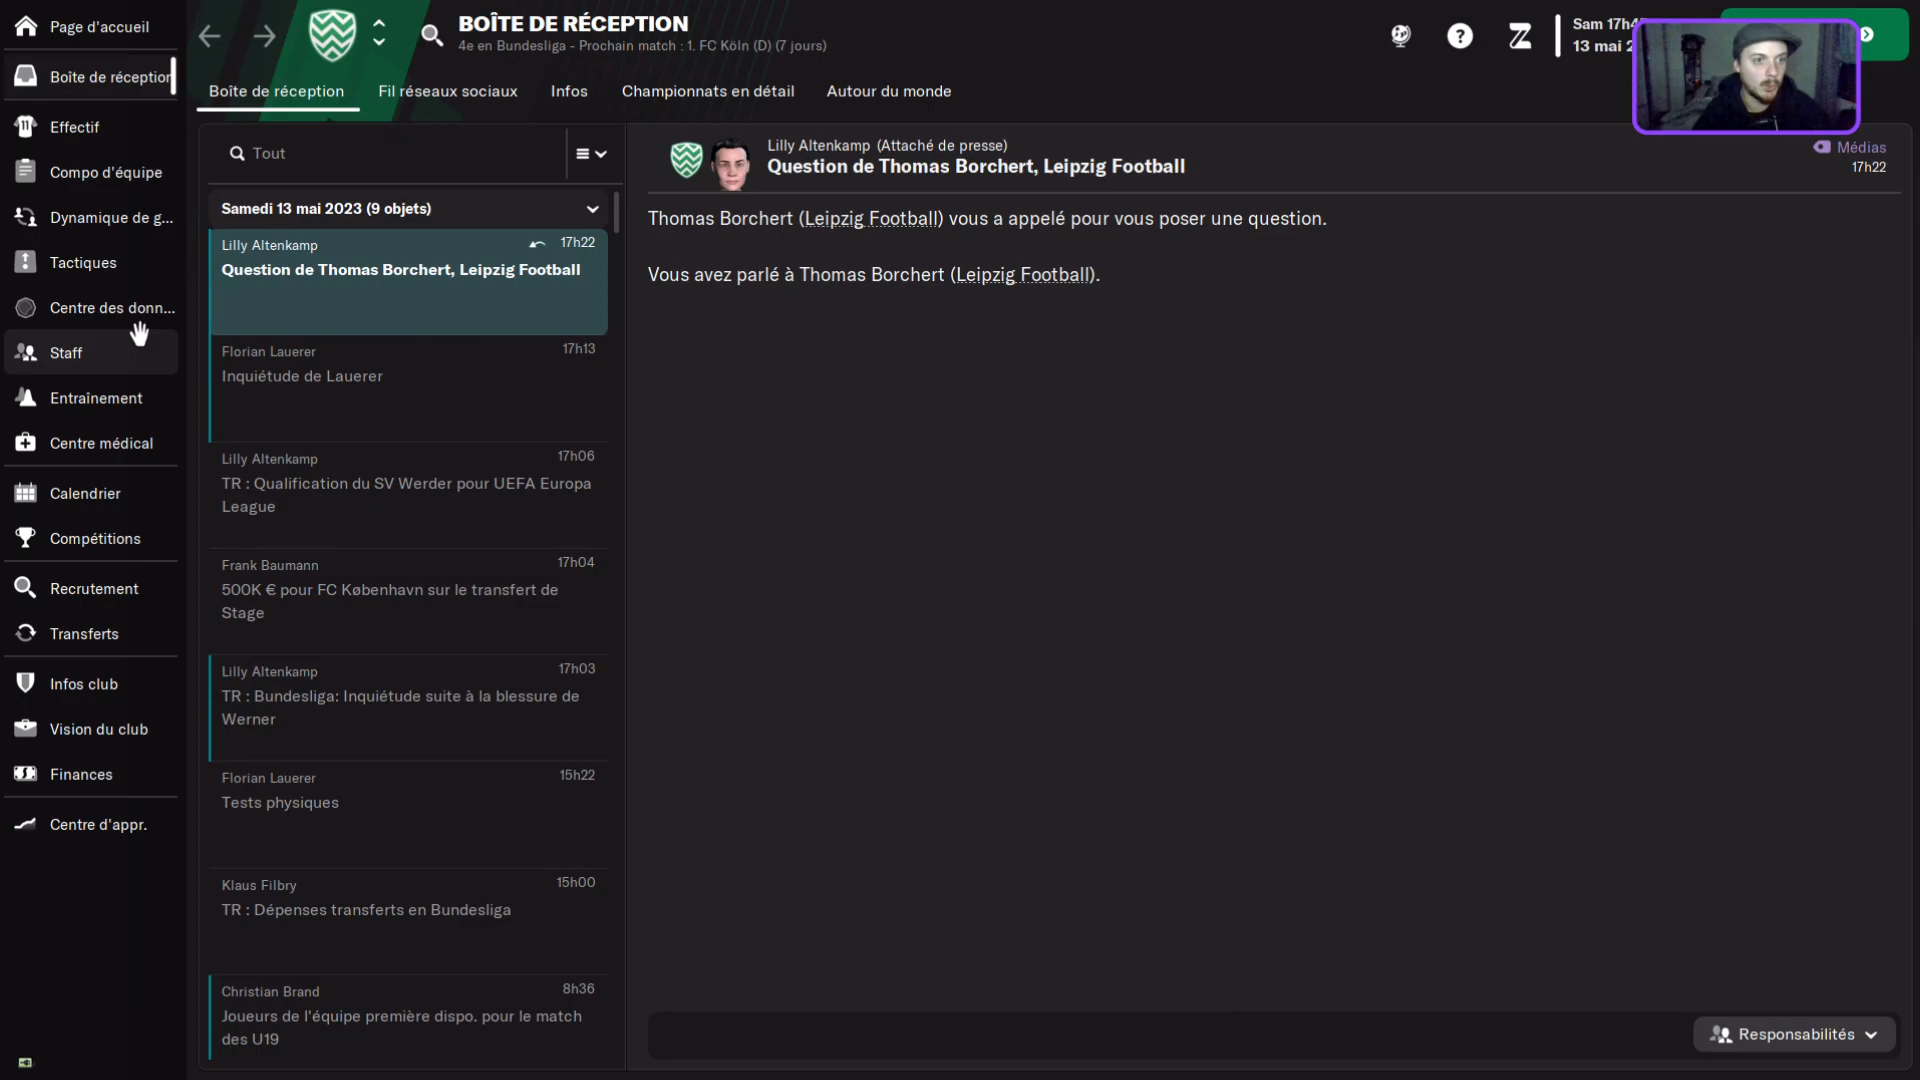 Page d'accueil
Boîte de réception
Effectif
Compo d'équipe
Dynamique de g...
Tactiques
Centre des donn...
Staff
Entraînement
Centre médical
Calendrier
Compétitions
Recrutement
Transferts
Infos club
Vision du club
Finances
Centre d'appr.
BOÎTE DE RÉCEPTION
4e en Bundesliga - Prochain match : 1. FC Köln (D) (7 jours)
Sam
13 mai
Boîte de réception
Fil réseaux sociaux
Infos
Championnats en détail
Autour du monde
Tout
Samedi 13 mai 2023 (9 objets)
Lilly Altenkamp 17h22
Question de Thomas Borchert, Leipzig Football
Florian Lauerer 17h13
Inquiétude de Lauerer
Lilly Altenkamp 17h06
TR : Qualification du SV Werder pour UEFA Europa
League
Frank Baumann 17h04
500K € pour FC København sur le transfert de
Stage
Lilly Altenkamp 17h03
TR : Bundesliga: Inquiétude suite à la blessure de
Werner
Florian Lauerer 15h22
Tests physiques
Klaus Filbry 15h00
TR : Dépenses transferts en Bundesliga
Christian Brand 8h36
Joueurs de l'équipe première dispo. pour le match
des U19
Lilly Altenkamp (Attaché de presse)
Question de Thomas Borchert, Leipzig Football
Médias
17h22
Thomas Borchert (Leipzig Football) vous a appelé pour vous poser une question.
Vous avez parlé à Thomas Borchert (Leipzig Football).
Responsabilités